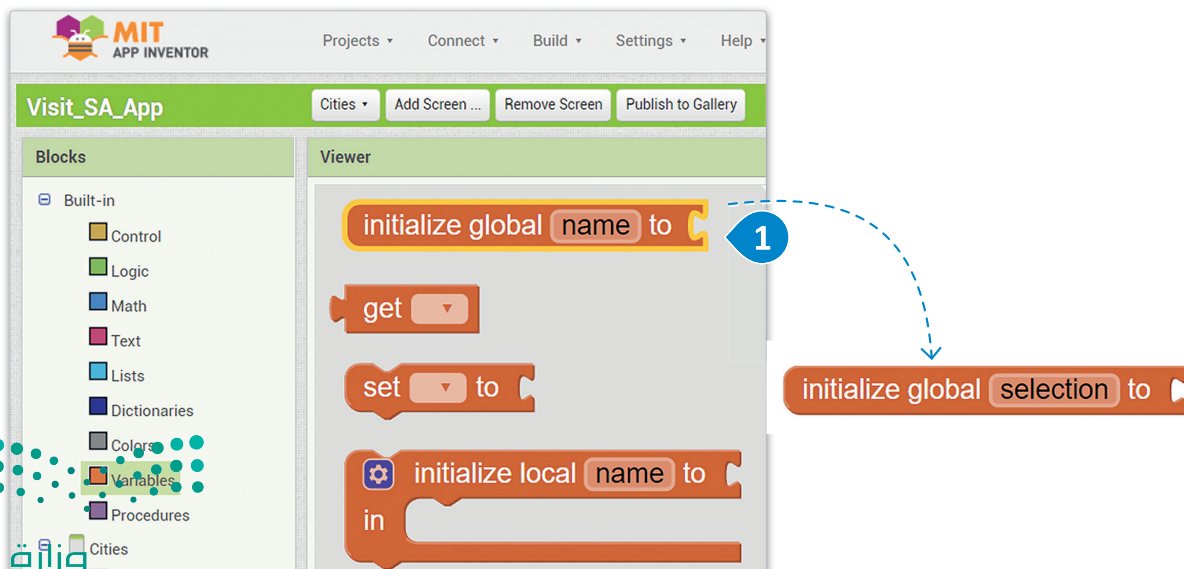 MIT
APP INVENTOR
Projects Connect Build Settings Help
Visit_SA_App
Cities Add Screen ... Remove Screen Publish to Gallery
Blocks
Viewer
Built-in
Control
Logic
Math
Text
Lists
Dictionaries
Colors
Variables
Procedures
Cities
initialize global name to
1
get
set to
initialize local name to
in
initialize global selection to
وزارة